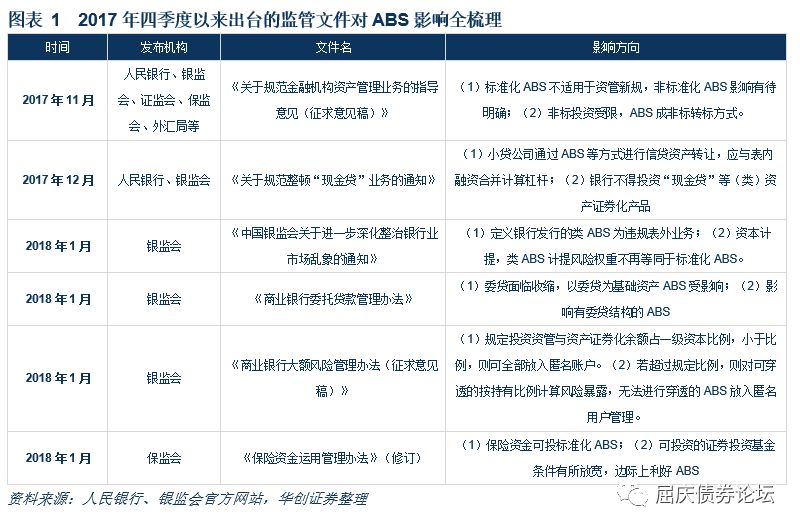 图表 1 2017 年四季度以来出台的监管文件对 ABS 影响全梳理
时间 发布机构 文件名 影响方向
2017 年 11 月
人民银行、银监
会、证监会、保监
会、外汇局等
《关于规范金融机构资产管理业务的指导
意见（征求意见稿）》
（1）标准化 ABS 不适用于资管新规，非标准化 ABS 影响有待
明确；（2）非标投资受限，ABS 成非标转标方式。
2017 年 12 月
人民银行、银监会
《关于规范整顿“现金贷”业务的通知》
（1）小贷公司通过 ABS 等方式进行信贷资产转让，应与表内
融资合并计算杠杆；（2）银行不得投资“现金贷”等（类）资
产证券化产品
2018 年 1 月
银监会
《中国银监会关于进一步深化整治银行业
市场乱象的通知》
（1）定义银行发行的类 ABS 为违规表外业务；（2）资本计
提，类 ABS 计提风险权重不再等同于标准化 ABS。
2018 年 1 月
银监会
《商业银行委托贷款管理办法》
（1）委贷面临收缩，以委贷为基础资产 ABS 受影响；（2）影
响有委贷结构的 ABS
2018 年 1 月
银监会
《商业银行大额风险管理办法（征求意见
稿）》
（1）规定投资资管与资产证券化余额占一级资本比例，小于比
例，则可全部放入匿名账户。（2）若超过规定比例，则对可穿
透的按持有比例计算风险暴露，无法进行穿透的 ABS 放入匿名
用户管理。
2018 年 1 月
保监会
《保险资金运用管理办法》（修订）
（1）保险资金可投标准化 ABS；（2）可投资的证券投资基金
条件有所放宽，边际上利好 ABS
资料来源：人民银行、银监会官方网站，华创证券整理
屈庆债券论坛